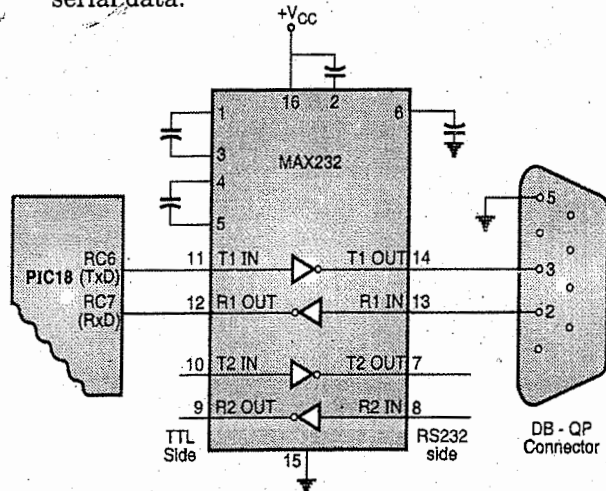 serial data.
+VCC
16 2
1
6
MAX232
3
4
5
5
RC6
PIC18 (TxD)
11 T1 IN T1 OUT 14
3
RC7
(RxD)
12 R1 OUT R1 IN 13
2
10 T2 IN T2 OUT 7
9 R2 OUT R2 IN 8
TTL
Side
RS232
side
15
DB - QP
Connector